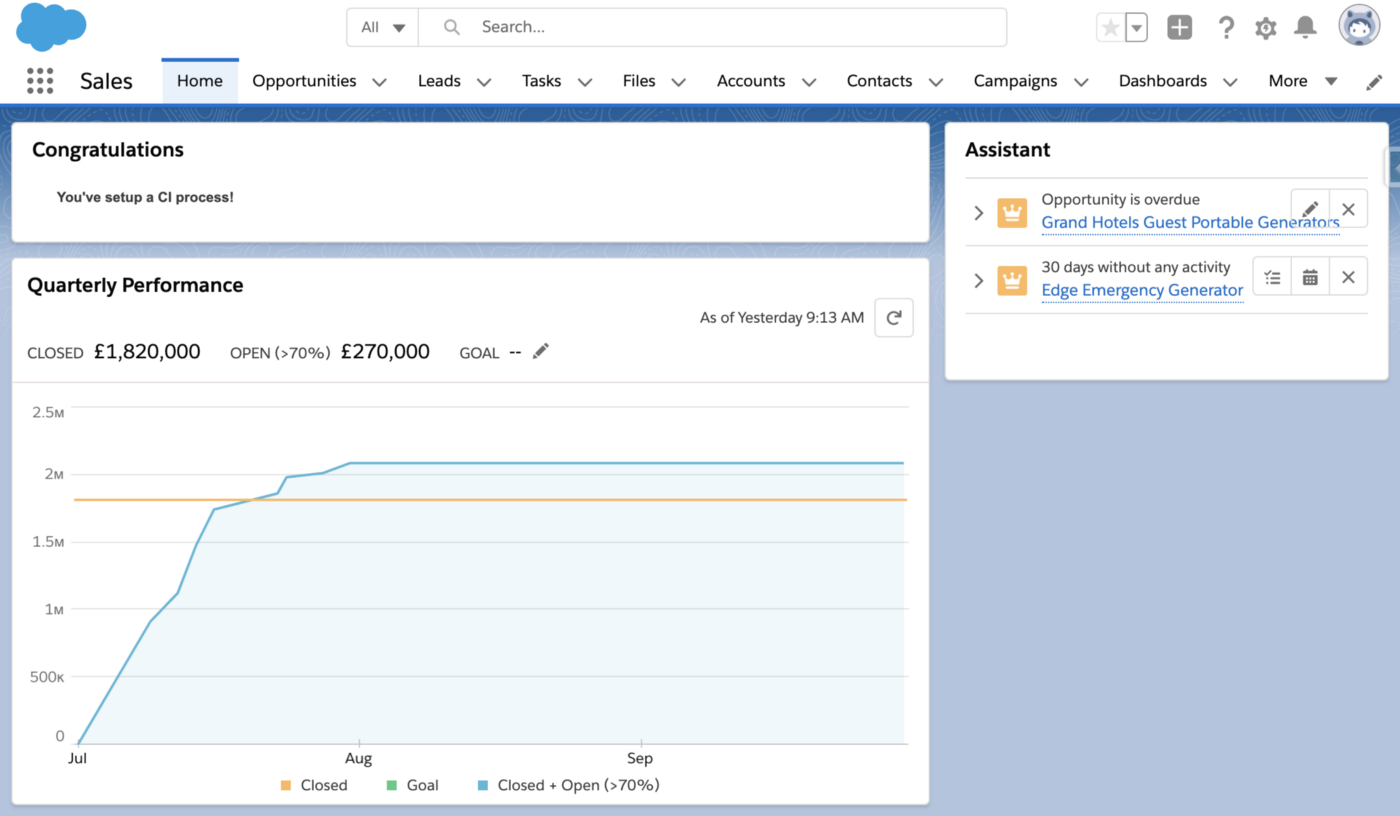 All Search...
Sales Home Opportunities Leads Tasks Files Accounts Contacts Campaigns Dashboards More
Congratulations
You've setup a CI process!
Quarterly Performance
As of Yesterday 9:13 AM
CLOSED £1,820,000 OPEN (>70%) £270,000 GOAL --
2.5M
2M
1.5M
1M
500K
0
Jul Aug Sep
Closed Goal Closed + Open (>70%)
Assistant
Opportunity is overdue
Grand Hotels Guest Portable Generators
30 days without any activity
Edge Emergency Generator